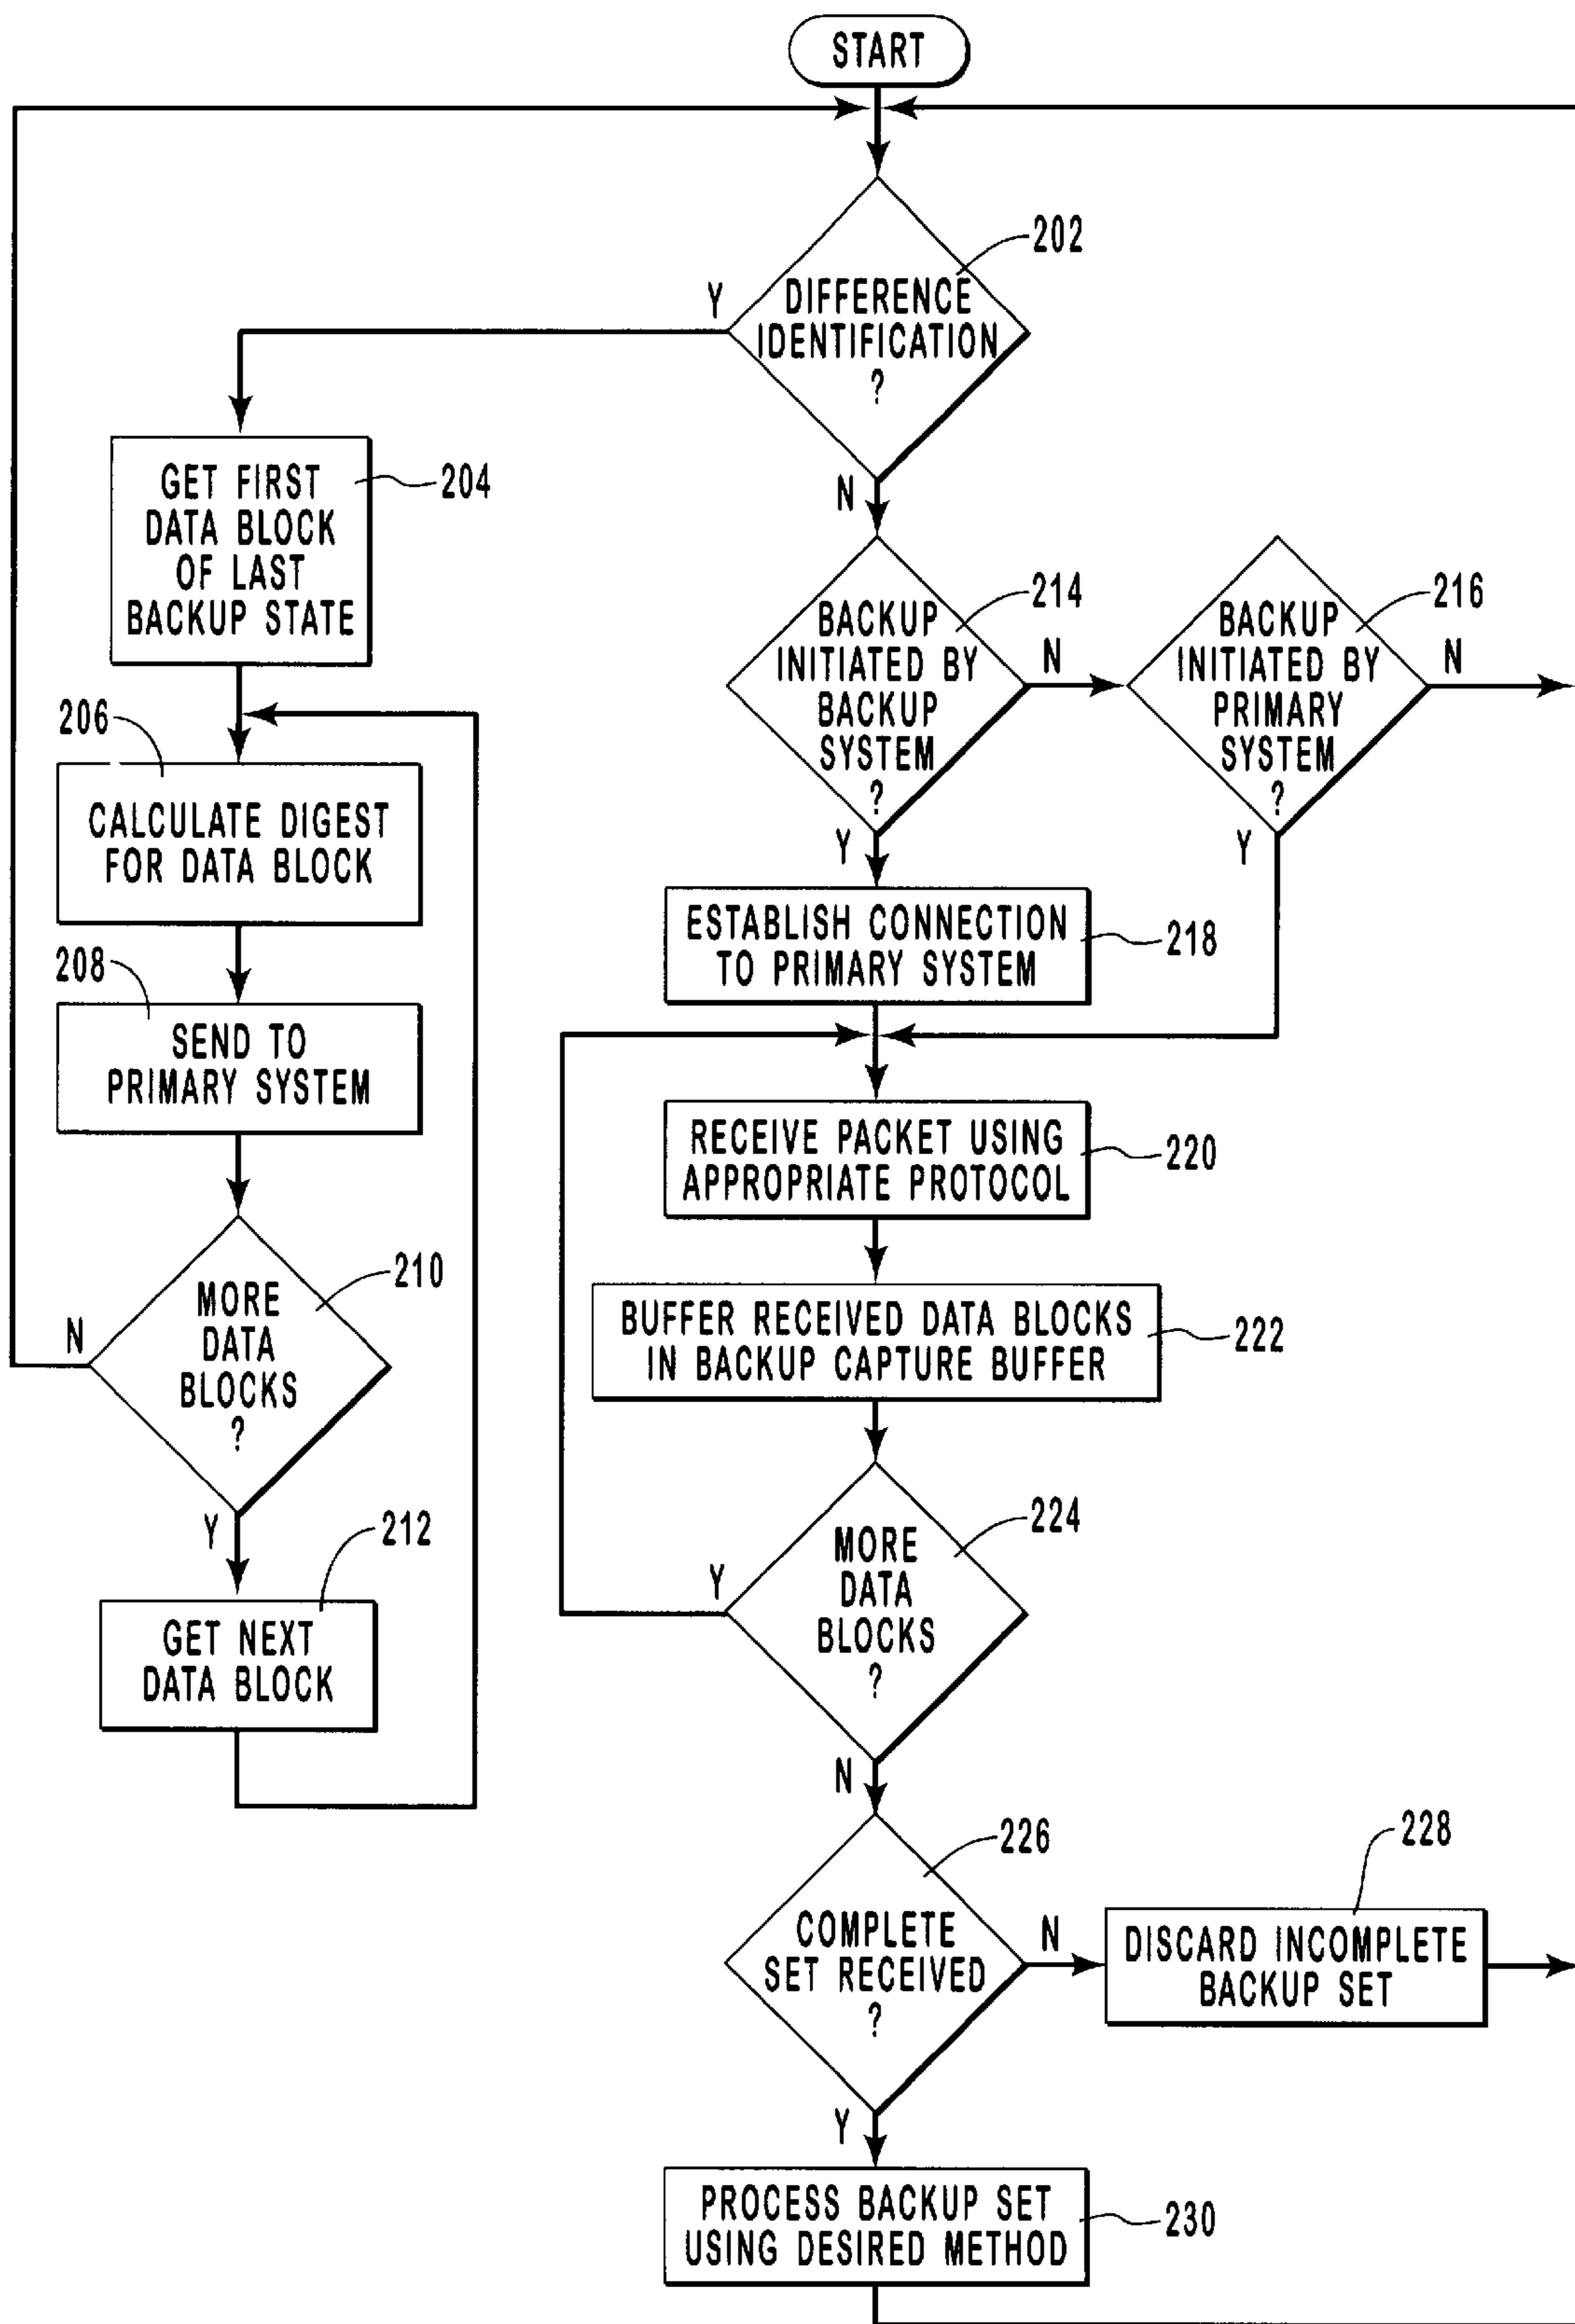 START
202
DIFFERENCE
IDENTIFICATION
?
Y
N
GET FIRST
DATA BLOCK
OF LAST
BACKUP STATE
204
206
CALCULATE DIGEST
FOR DATA BLOCK
208
SEND TO
PRIMARY SYSTEM
210
MORE
DATA
BLOCKS
?
N
Y
212
GET NEXT
DATA BLOCK
214
BACKUP
INITIATED BY
BACKUP
SYSTEM
?
N
Y
216
BACKUP
INITIATED BY
PRIMARY
SYSTEM
?
N
Y
ESTABLISH CONNECTION
TO PRIMARY SYSTEM
218
RECEIVE PACKET USING
APPROPRIATE PROTOCOL
220
BUFFER RECEIVED DATA BLOCKS
IN BACKUP CAPTURE BUFFER
222
224
MORE
DATA
BLOCKS
?
Y
N
226
COMPLETE
SET RECEIVED
?
N
Y
228
DISCARD INCOMPLETE
BACKUP SET
PROCESS BACKUP SET
USING DESIRED METHOD
230